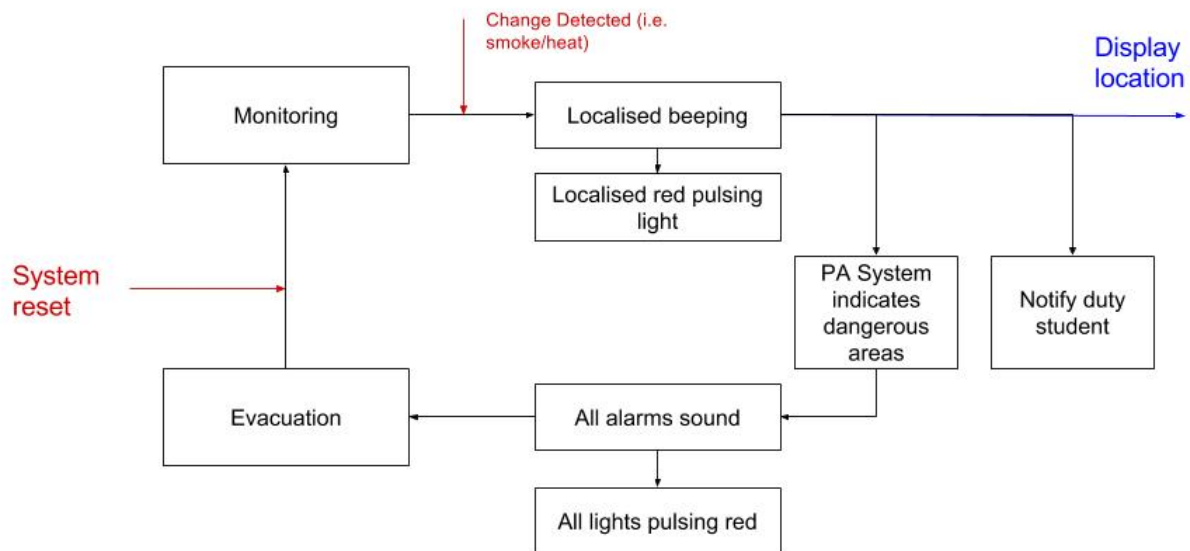 Change Detected (i.e.
smoke/heat)
Display
location
Monitoring
Localised beeping
Localised red pulsing
light
System
reset
PA System
indicates
dangerous
areas
Notify duty
student
Evacuation
All alarms sound
All lights pulsing red